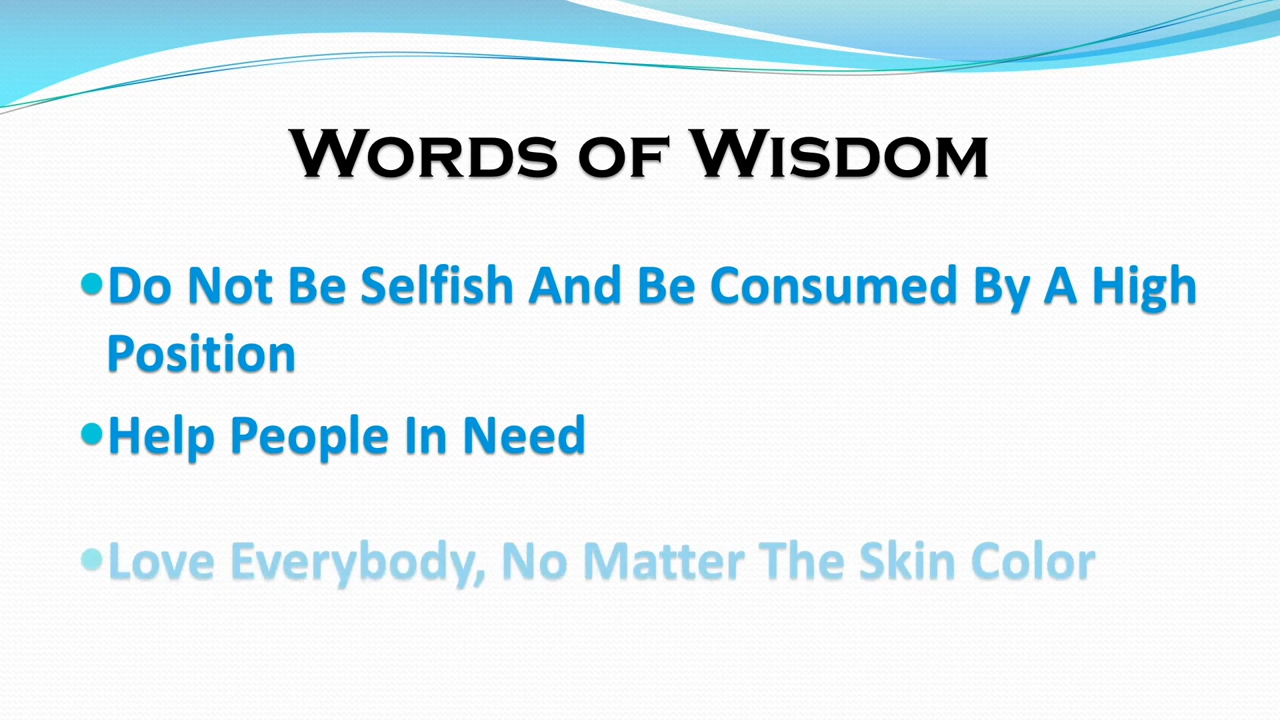 Words of Wisdom
•Do Not Be Selfish And Be Consumed By A High
Position
•Help People In Need
•Love Everybody, No Matter The Skin Color